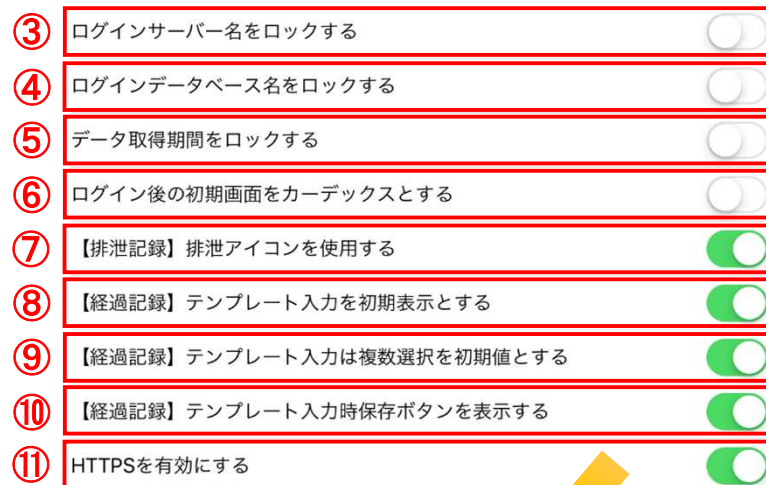 ③ ログインサーバー名をロックする
④ ログインデータベース名をロックする
⑤ データ取得期間をロックする
⑥ ログイン後の初期画面をカーデックスとする
⑦ 【排泄記録】排泄アイコンを使用する
⑧ 【経過記録】テンプレート入力を初期表示とする
⑨ 【経過記録】テンプレート入力は複数選択を初期値とする
⑩ 【経過記録】テンプレート入力時保存ボタンを表示する
⑪ HTTPSを有効にする